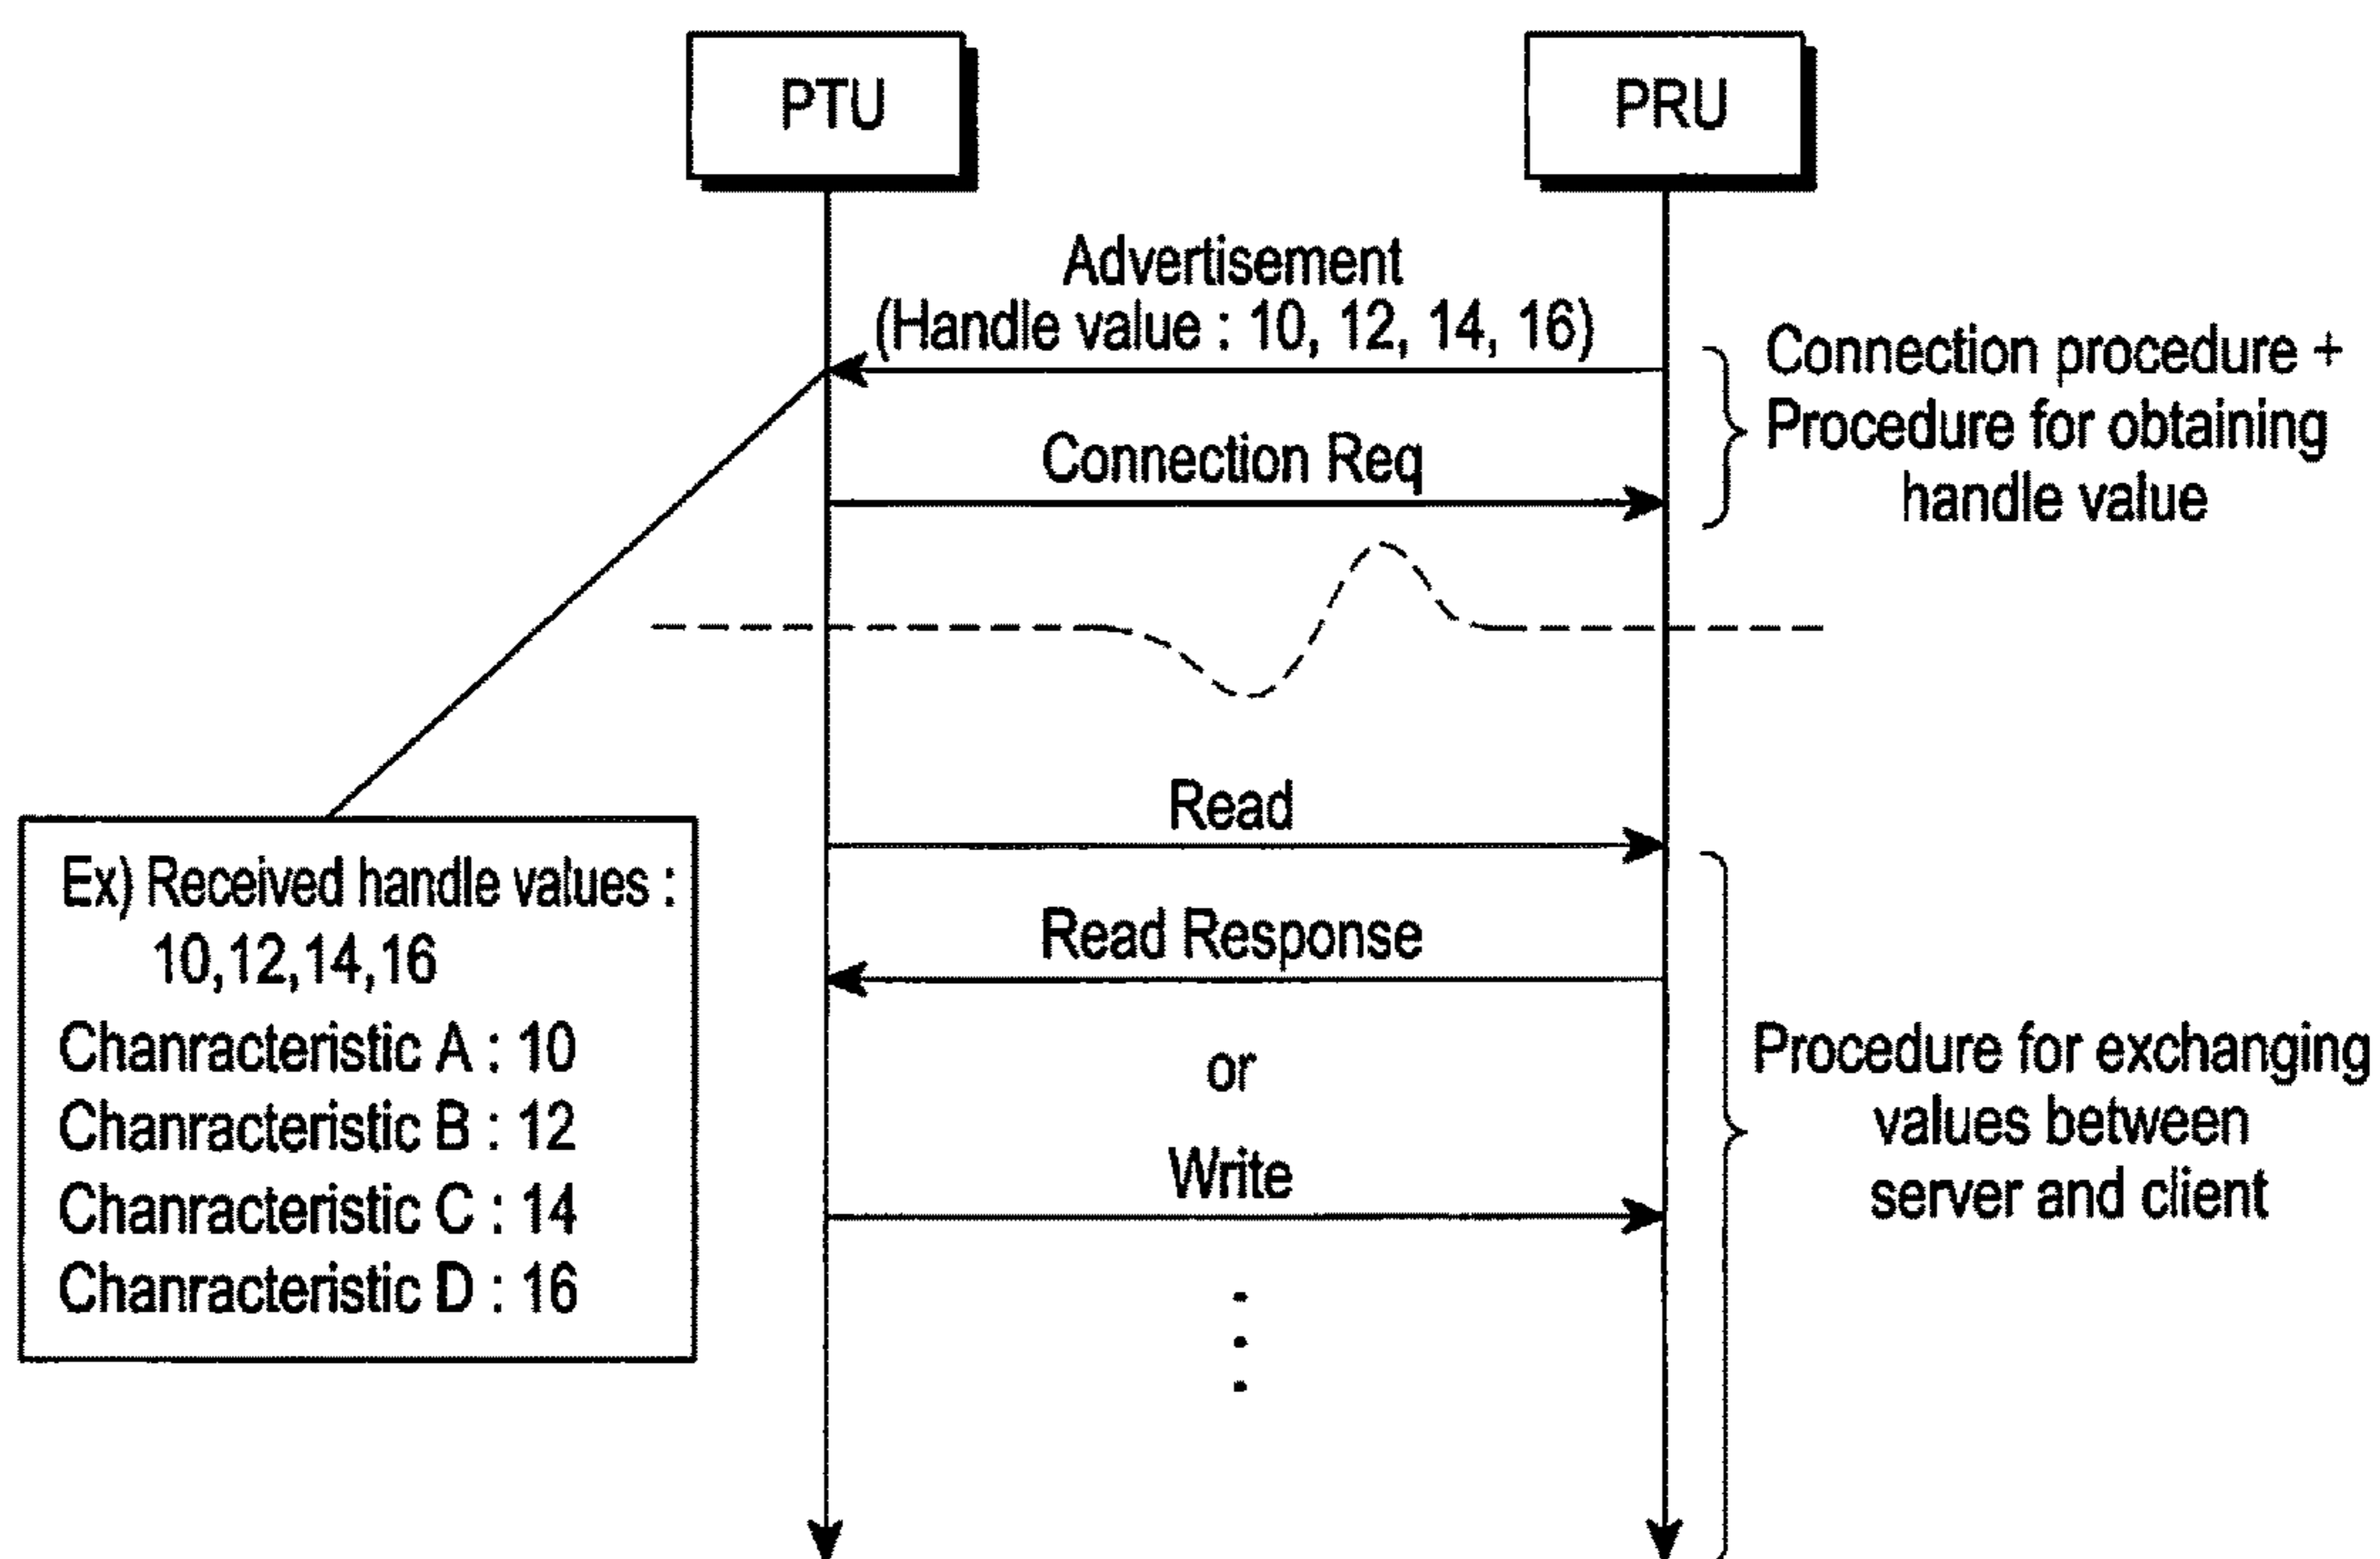 PTU
PRU
Advertisement
(Handle value : 10, 12, 14, 16)
Connection procedure +
Procedure for obtaining
handle value
Connection Req
Read
Ex) Received handle values :
10,12,14,16
Chanracteristic A : 10
Chanracteristic B : 12
Chanracteristic C : 14
Chanracteristic D : 16
Read Response
or
Write
Procedure for exchanging
values between
server and client